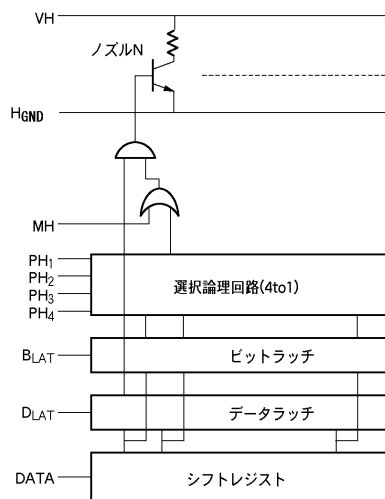 VH
ノズルN
HGND
MH
PH1
PH2
PH3
PH4
選択論理回路(4to1)
BLAT
ビットラッチ
DLAT
データラッチ
DATA
シフトレジスト